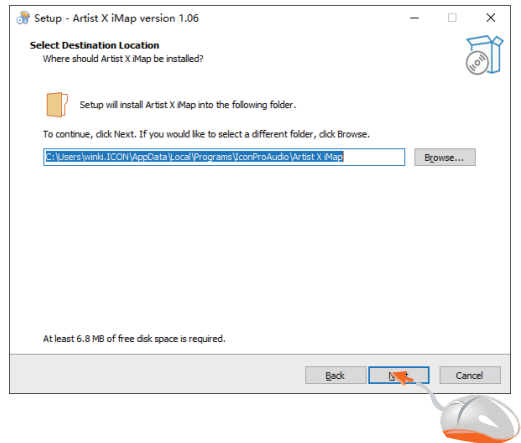 Setup - Artist X iMap version 1.06
Select Destination Location
Where should Artist X iMap be installed?
Setup will install Artist X iMap into the following folder.
To continue, click Next. If you would like to select a different folder, click Browse.
C:\Users\winki.ICON\AppData\Local\Programs\IconProAudio\Artist X iMap
Browse...
At least 6.8 MB of free disk space is required.
Back
Cancel